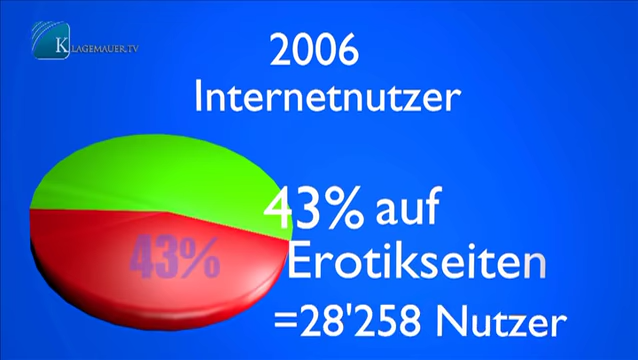 KLAGEMAUER.TV
2006
Internetnutzer
43%
43% auf
Erotikseiten
=28'258 Nutzer